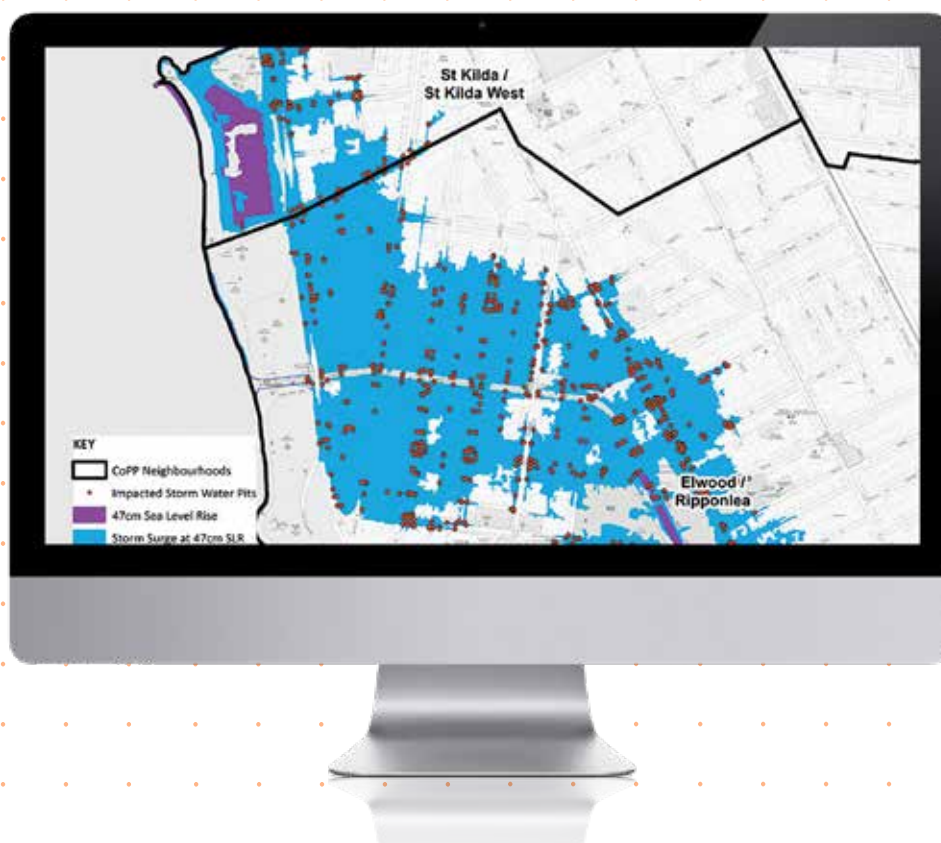 St Kilda /
St Kilda West
Elwood /
Ripponlea
KEY
CoPP Neighbourhoods
Impacted Storm Water Pits
47cm Sea Level Rise
Storm Surge at 47cm SLR